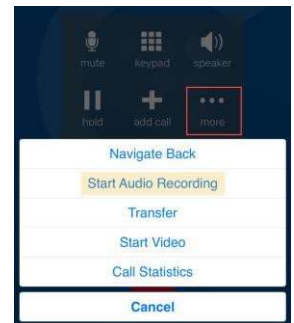 mute keypad speaker
hold add call more
Navigate Back
Start Audio Recording
Transfer
Start Video
Call Statistics
Cancel